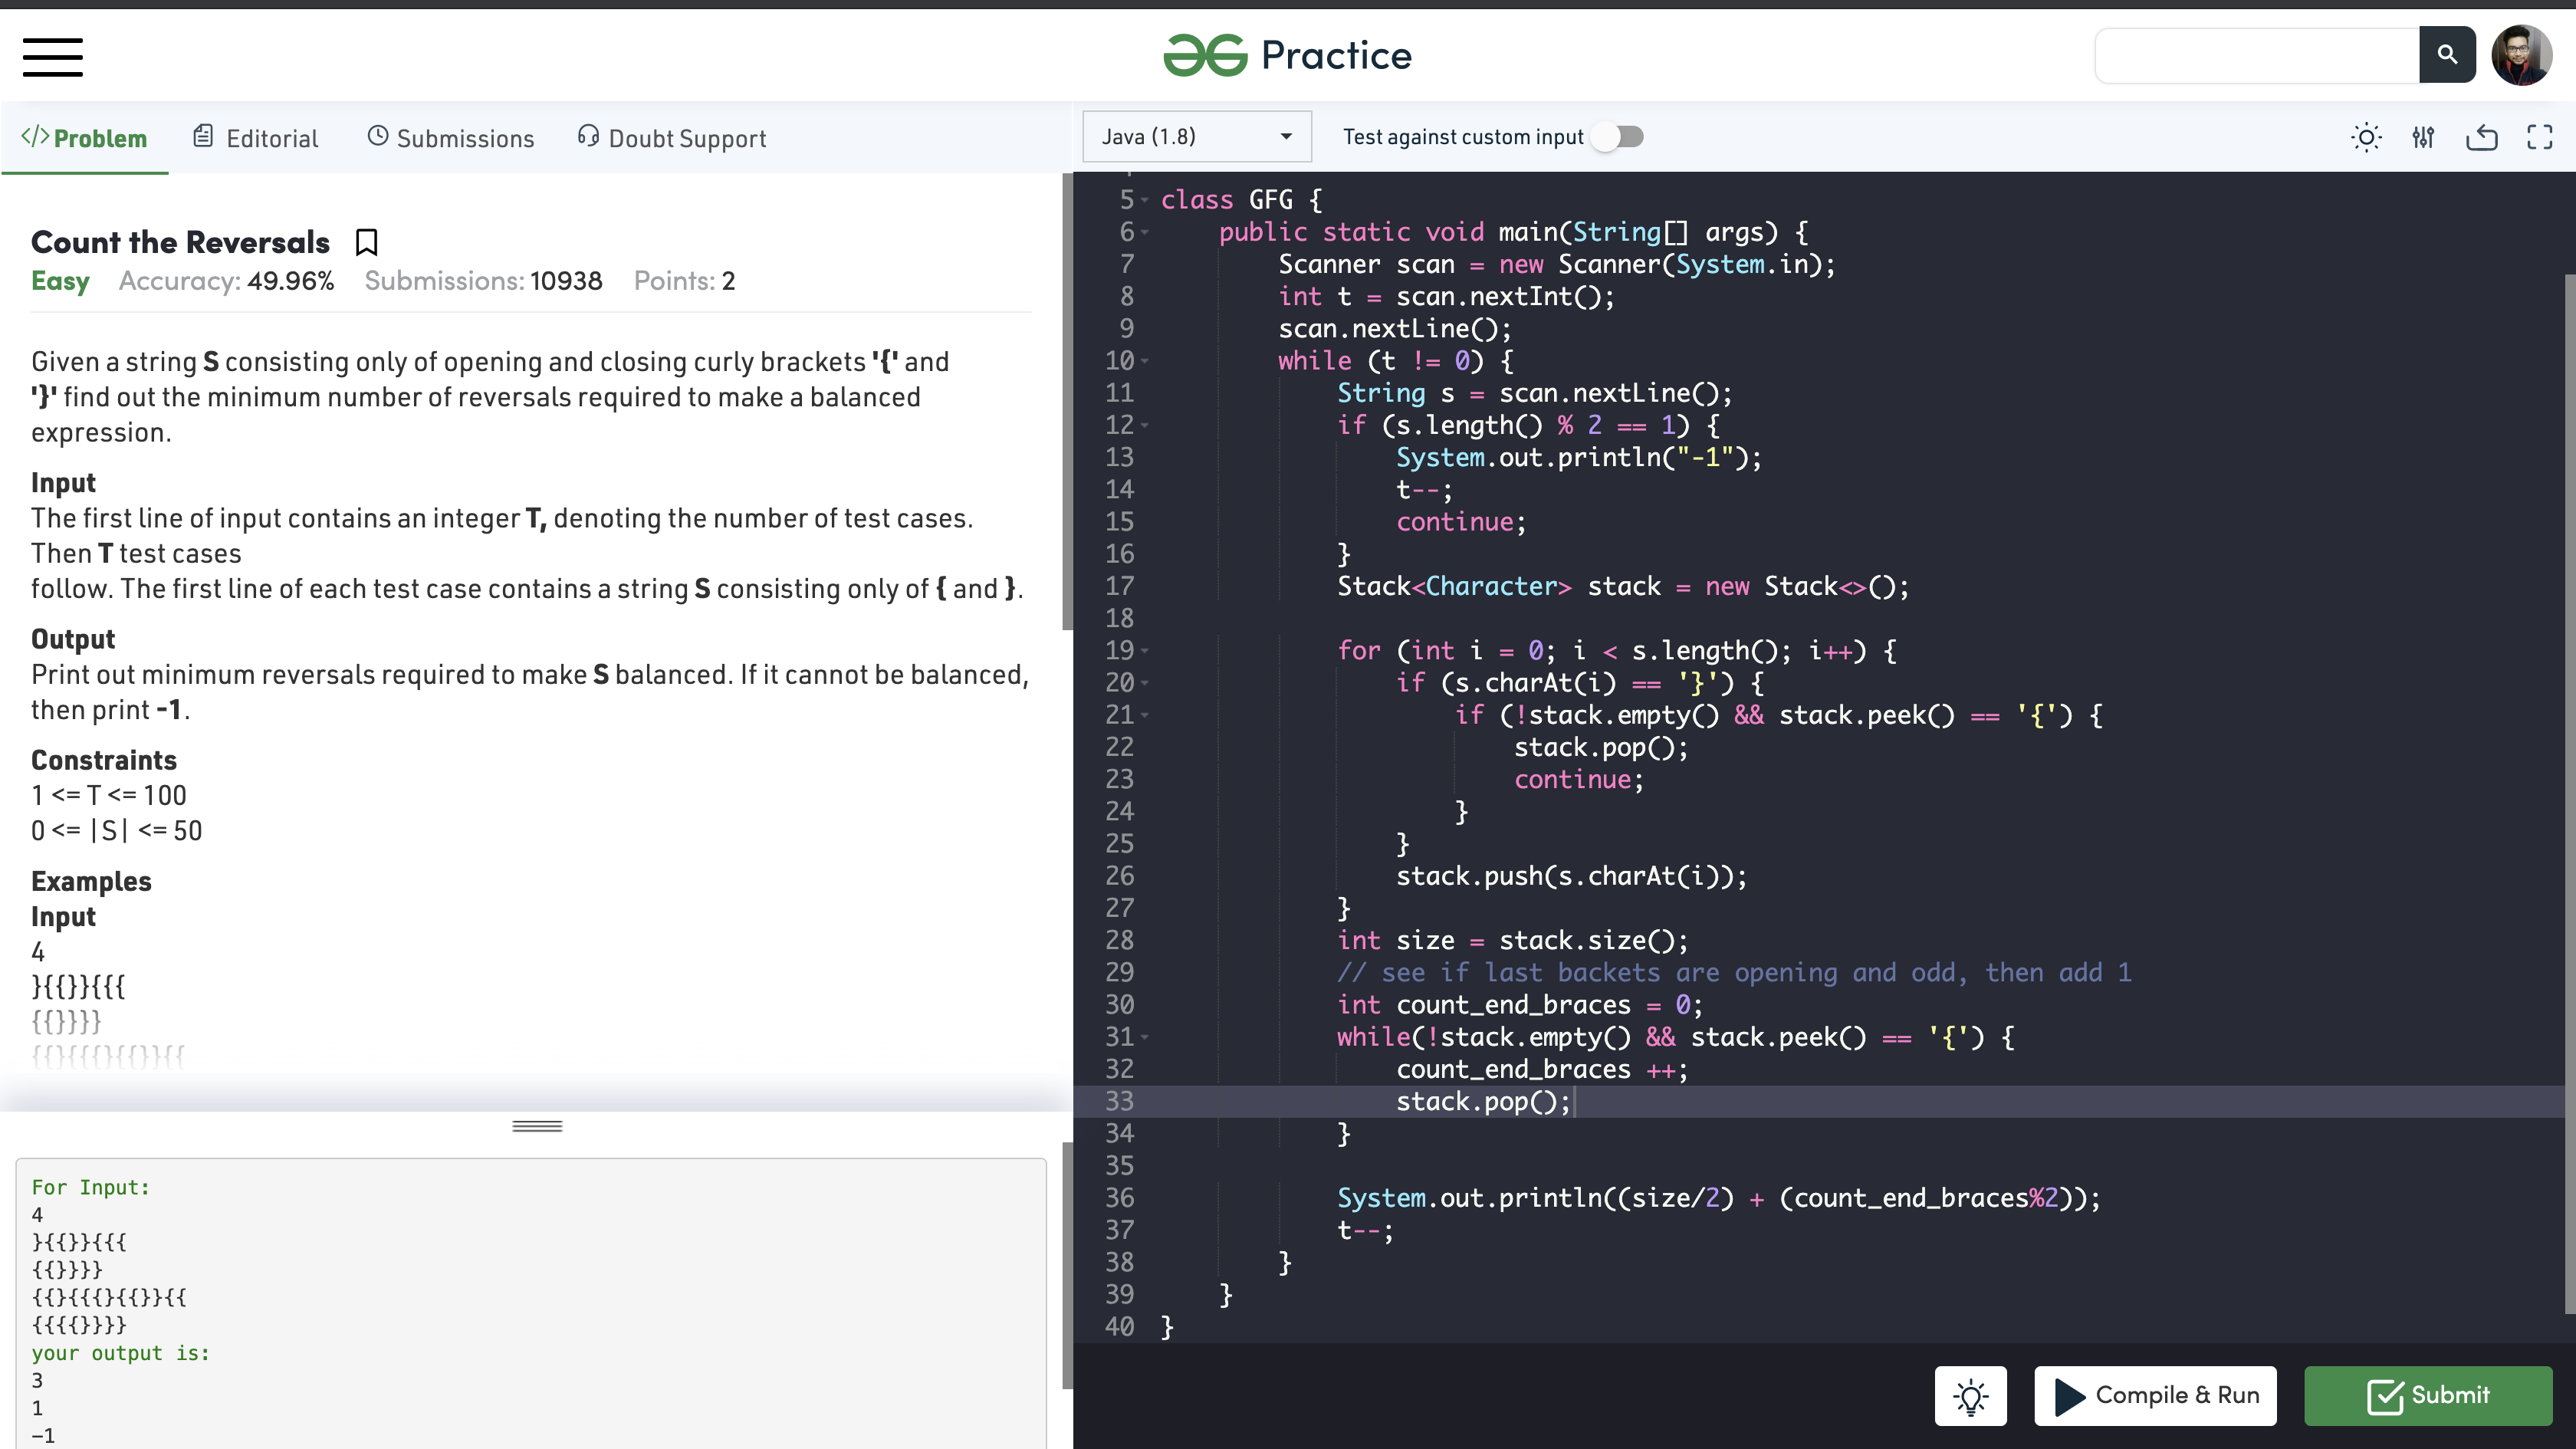 Practice
Problem
Editorial
Submissions
Doubt Support
Count the Reversals
Easy Accuracy: 49.96% Submissions: 10938 Points: 2
Given a string S consisting only of opening and closing curly brackets '{' and
'}' find out the minimum number of reversals required to make a balanced
expression.
Input
The first line of input contains an integer T, denoting the number of test cases.
Then T test cases
follow. The first line of each test case contains a string S consisting only of { and }.
Output
Print out minimum reversals required to make S balanced. If it cannot be balanced,
then print -1.
Constraints
1 <= T <= 100
0 <= |S| <= 50
Examples
Input
4
}{{}}{{{
{{}}}}
{{}{{{}{{}}{{
For Input:
4
}{{}}{{{
{{}}}}
{{}{{{}{{}}{{
{{{{}}}}
your output is:
3
1
-1
Java (1.8)
Test against custom input
5 class GFG {
6 public static void main(String[] args) {
7 Scanner scan = new Scanner(System.in);
8 int t = scan.nextInt();
9 scan.nextLine();
10 while (t != 0) {
11 String s = scan.nextLine();
12 if (s.length() % 2 == 1) {
13 System.out.println("-1");
14 t--;
15 continue;
16 }
17 Stack<Character> stack = new Stack<>();
18
19 for (int i = 0; i < s.length(); i++) {
20 if (s.charAt(i) == '}') {
21 if (!stack.empty() && stack.peek() == '{') {
22 stack.pop();
23 continue;
24 }
25 }
26 stack.push(s.charAt(i));
27 }
28 int size = stack.size();
29 // see if last backets are opening and odd, then add 1
30 int count_end_braces = 0;
31 while(!stack.empty() && stack.peek() == '{') {
32 count_end_braces ++;
33 stack.pop();
34 }
35
36 System.out.println((size/2) + (count_end_braces%2));
37 t--;
38 }
39 }
40 }
Compile & Run
Submit